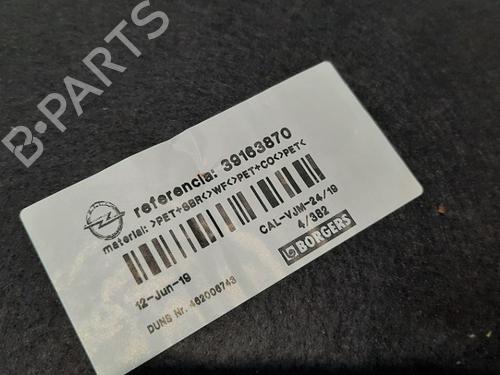 B·PARTS
referencia: 39163870
material: >PET+SBR<>WF<>PET+CO<>PET<
CAL-VJM-24/19
4/382
BORGERS
12-Jun-19
DUNS Nr. 462006743